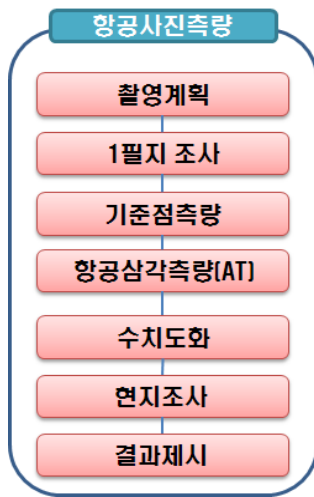 항공사진측량
촬영계획
1필지 조사
기준점측량
항공삼각측량(AT)
수치도화
현지조사
결과제시